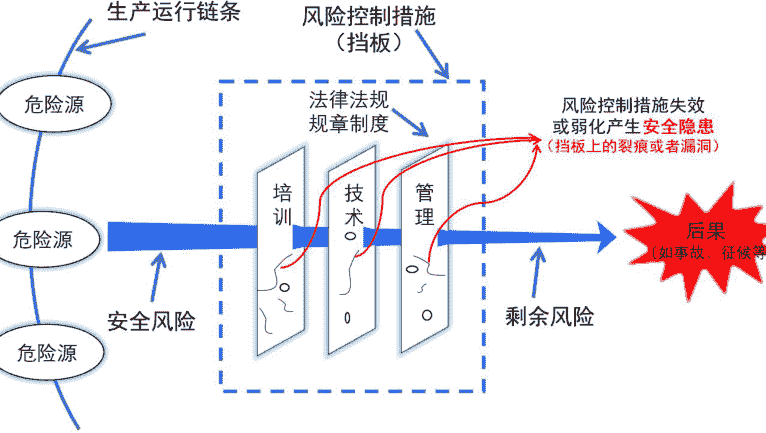 生产运行链条
风险控制措施
（挡板）
危险源
法律法规
规章制度
风险控制措施失效
或弱化产生安全隐患
（挡板上的裂痕或者漏洞）
培训
技术
管理
危险源
后果
（如事故、征候等
安全风险
剩余风险
危险源